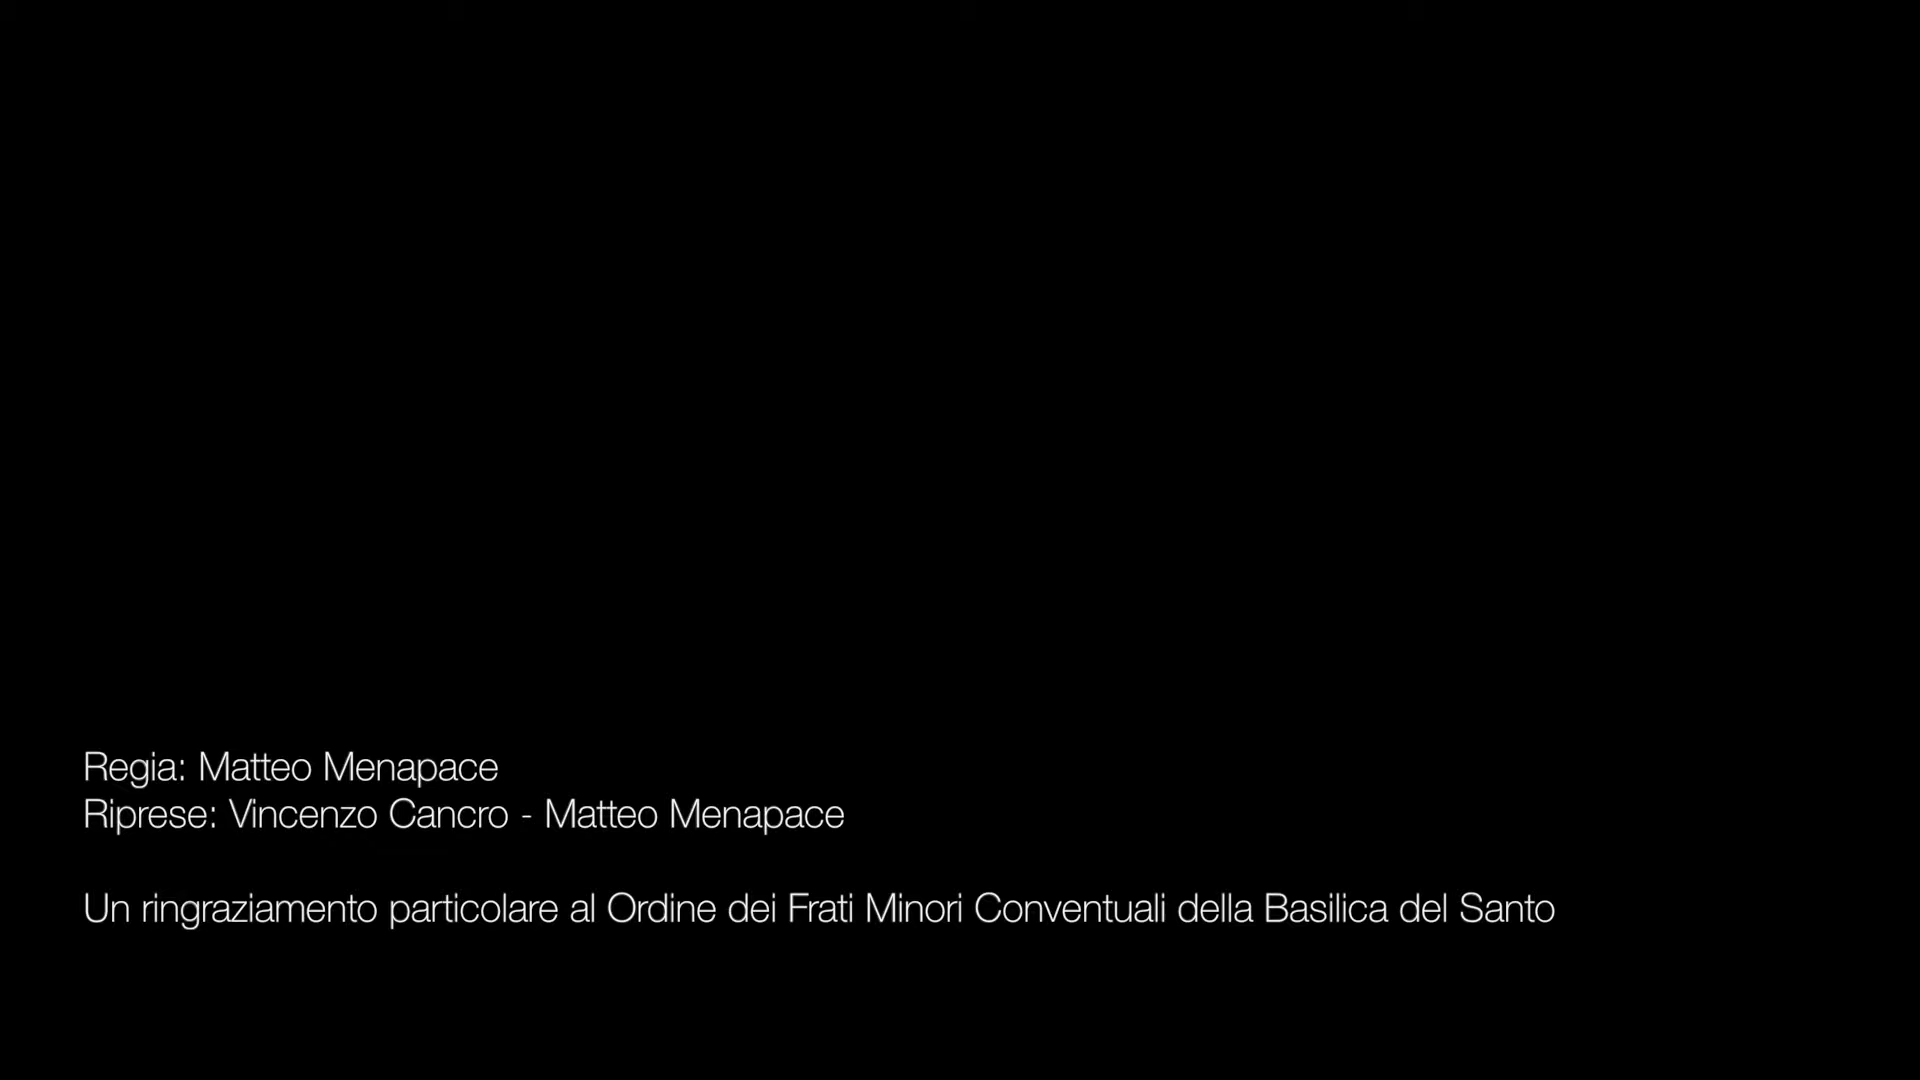 Regia: Matteo Menapace
Riprese: Vincenzo Cancro - Matteo Menapace
Un ringraziamento particolare al Ordine dei Frati Minori Conventuali della Basilica del Santo